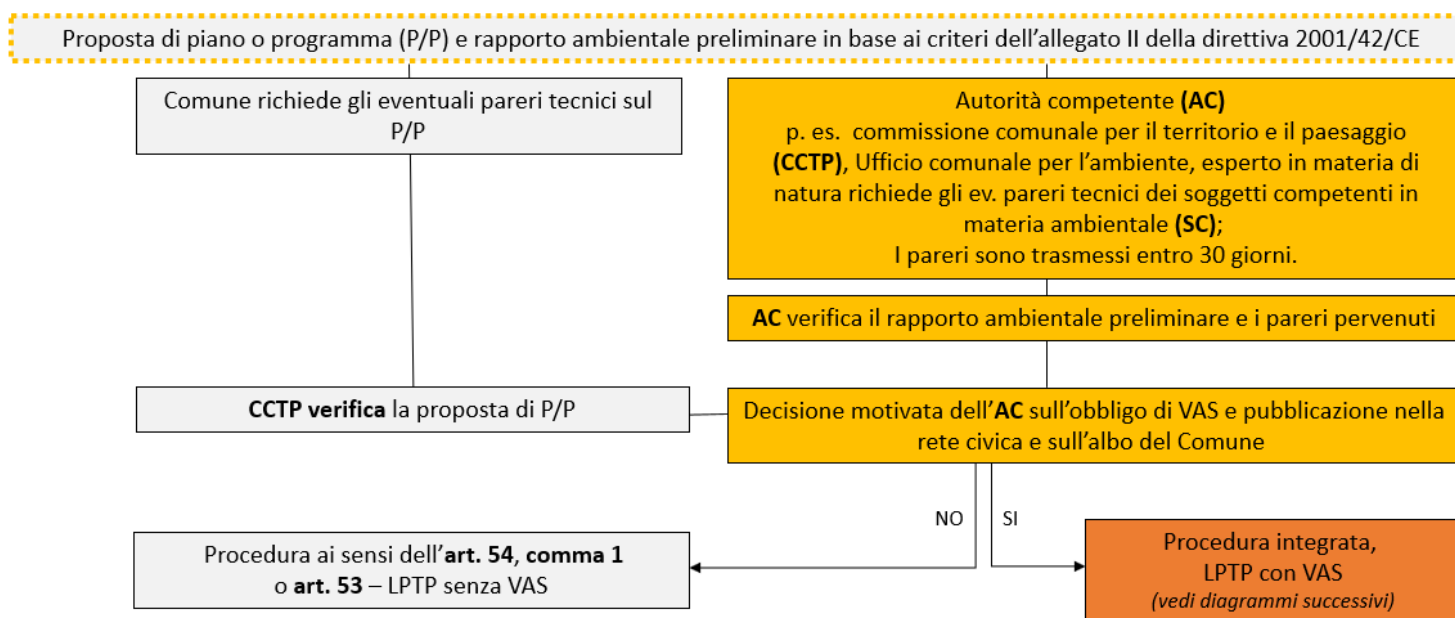 Proposta di piano o programma (P/P) e rapporto ambientale preliminare in base ai criteri dell'allegato II della direttiva 2001/42/CE
Comune richiede gli eventuali pareri tecnici sul
P/P
Autorità competente (AC)
p. es. commissione comunale per il territorio e il paesaggio
(CCTP), Ufficio comunale per l'ambiente, esperto in materia di
natura richiede gli ev. pareri tecnici dei soggetti competenti in
materia ambientale (SC);
I pareri sono trasmessi entro 30 giorni.
AC verifica il rapporto ambientale preliminare e i pareri pervenuti
CCTP verifica la proposta di P/P
Decisione motivata dell'AC sull'obbligo di VAS e pubblicazione nella
rete civica e sull'albo del Comune
NO
SI
Procedura ai sensi dell'art. 54, comma 1
o art. 53 – LPTP senza VAS
Procedura integrata,
LPTP con VAS
(vedi diagrammi successivi)